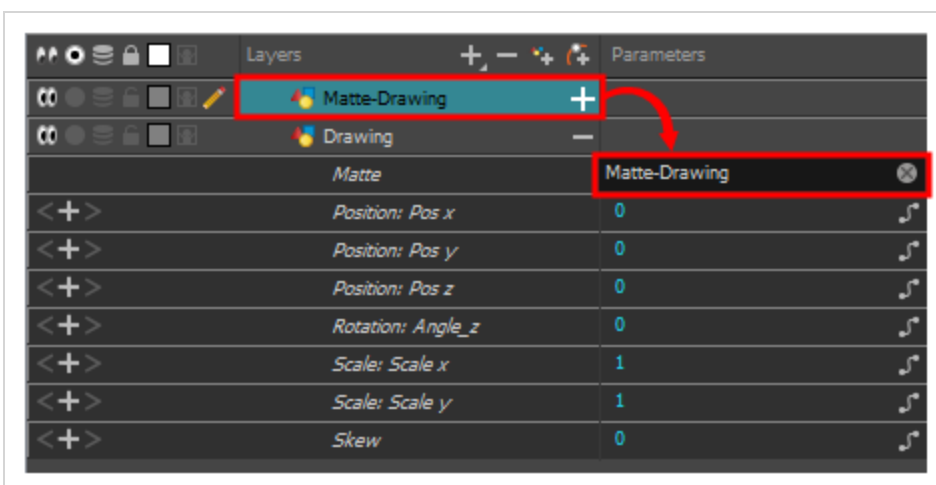 Layers Parameters
Matte-Drawing
Drawing
Matte Matte-Drawing
Position: Pos x 0
Position: Pos y 0
Position: Pos z 0
Rotation: Angle_z 0
Scale: Scale x 1
Scale: Scale y 1
Skew 0